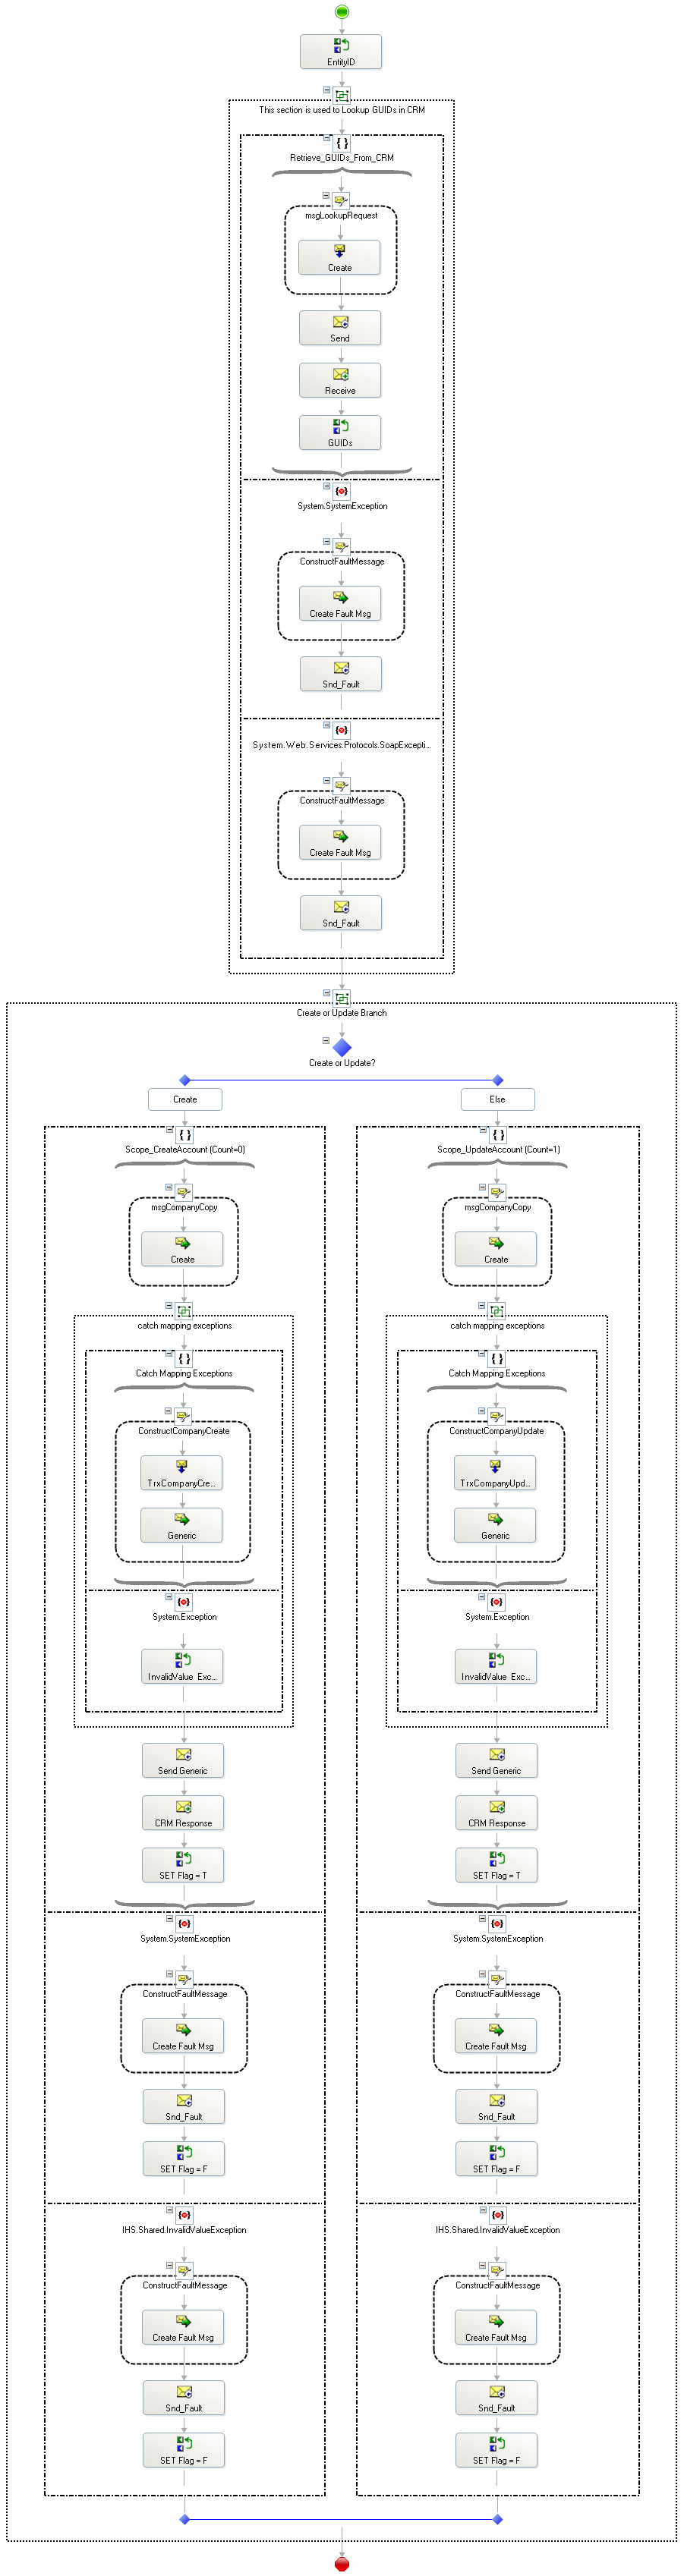 EntityID
This section is used to Lookup GUIDs in CRM
Retrieve_GUIDs_From_CRM
msgLookupRequest
Create
Send
Receive
GUIDs
System.SystemException
ConstructFaultMessage
Create Fault Msg
Snd_Fault
System.Web.Services.Protocols.SoapExcepti...
ConstructFaultMessage
Create Fault Msg
Snd_Fault
Create or Update Branch
Create or Update?
Create
Scope_CreateAccount (Count=0)
msgCompanyCopy
Create
catch mapping exceptions
Catch Mapping Exceptions
ConstructCompanyCreate
TrxCompanyCre...
Generic
System.Exception
InvalidValue Exc...
Send Generic
CRM Response
SET Flag = T
System.SystemException
ConstructFaultMessage
Create Fault Msg
Snd_Fault
SET Flag = F
IHS.Shared.InvalidValueException
ConstructFaultMessage
Create Fault Msg
Snd_Fault
SET Flag = F
Else
Scope_UpdateAccount (Count=1)
msgCompanyCopy
Create
catch mapping exceptions
Catch Mapping Exceptions
ConstructCompanyUpdate
TrxCompanyUpd...
Generic
System.Exception
InvalidValue Exc...
Send Generic
CRM Response
SET Flag = T
System.SystemException
ConstructFaultMessage
Create Fault Msg
Snd_Fault
SET Flag = F
IHS.Shared.InvalidValueException
ConstructFaultMessage
Create Fault Msg
Snd_Fault
SET Flag = F